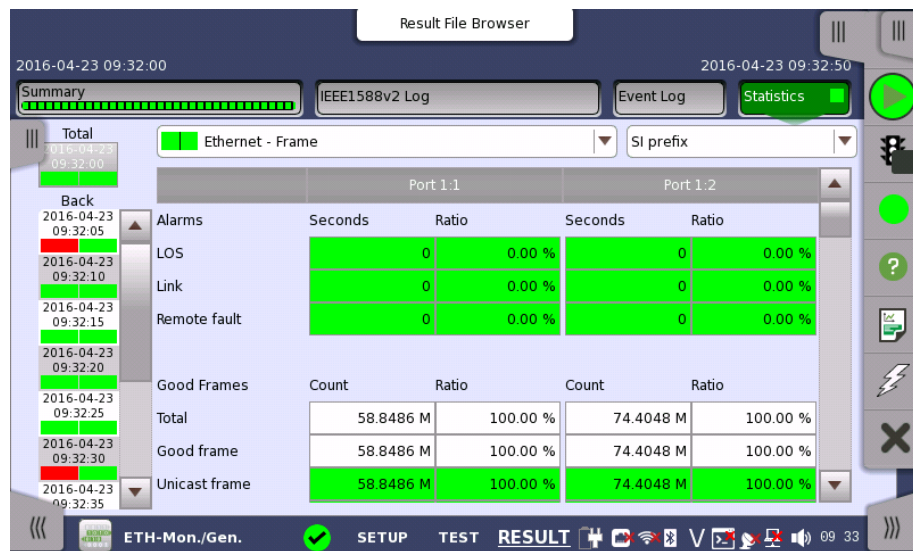 Result File Browser
2016-04-23 09:32:00
2016-04-23 09:32:50
Summary
IEEE1588v2 Log
Event Log
Statistics
Total
2016-04-23
09:32:00
Ethernet - Frame
SI prefix
Port 1:1
Port 1:2
Back
2016-04-23
09:32:05
2016-04-23
09:32:10
2016-04-23
09:32:15
2016-04-23
09:32:20
2016-04-23
09:32:25
2016-04-23
09:32:30
2016-04-23
09:32:35
Alarms Seconds Ratio Seconds Ratio
LOS 0 0.00 % 0 0.00 %
Link 0 0.00 % 0 0.00 %
Remote fault 0 0.00 % 0 0.00 %
Good Frames Count Ratio Count Ratio
Total 58.8486 M 100.00 % 74.4048 M 100.00 %
Good frame 58.8486 M 100.00 % 74.4048 M 100.00 %
Unicast frame 58.8486 M 100.00 % 74.4048 M 100.00 %
ETH-Mon./Gen. SETUP TEST RESULT V 09 33